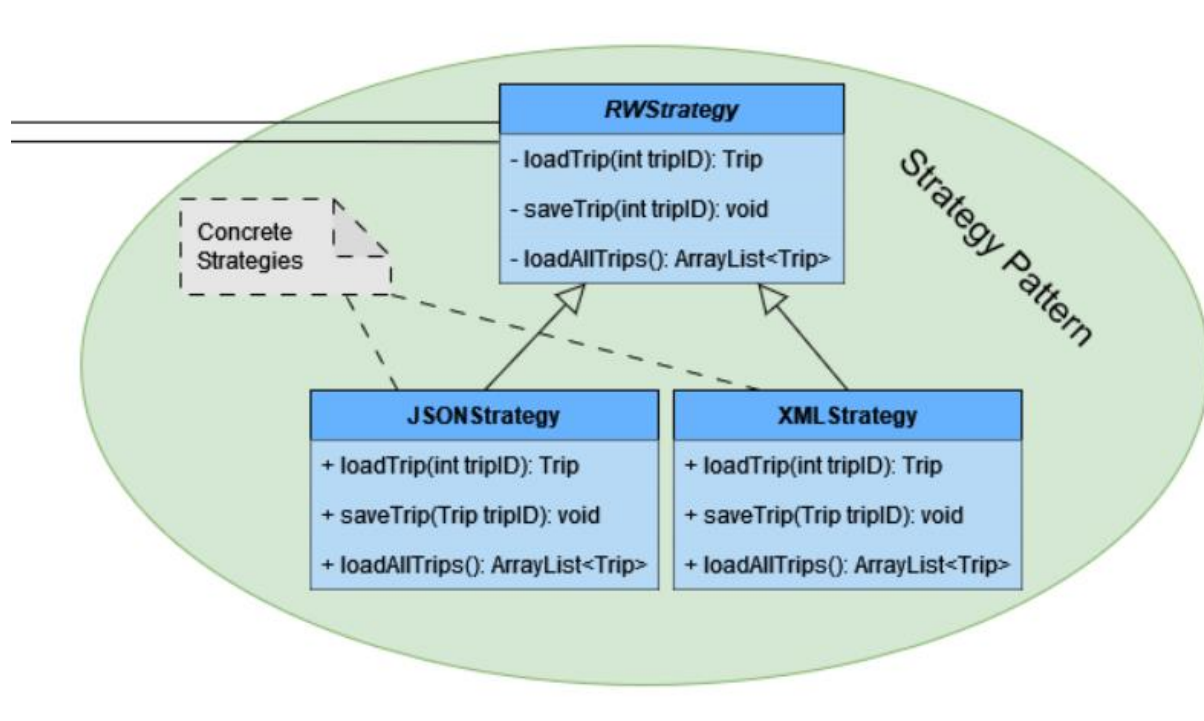 RWStrategy
- loadTrip(int tripID): Trip
- saveTrip(int tripID): void
- loadAllTrips(): ArrayList<Trip>
Strategy Pattern
Concrete
Strategies
JSONStrategy
+ loadTrip(int tripID): Trip
+ saveTrip(Trip tripID): void
+ loadAllTrips(): ArrayList<Trip>
XMLStrategy
+ loadTrip(int tripID): Trip
+ saveTrip(Trip tripID): void
+ loadAllTrips(): ArrayList<Trip>